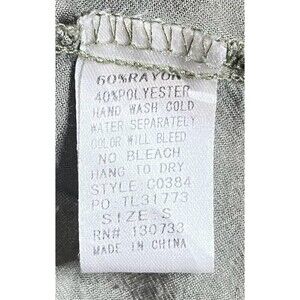 60%RAYON
40%POLYESTER
HAND WASH COLD
WATER SEPARATELY
COLOR WILL BLEED
NO BLEACH
HANG TO DRY
STYLE: C0384
PO: TL31773
SIZE: S
RN# 130733
MADE IN CHINA